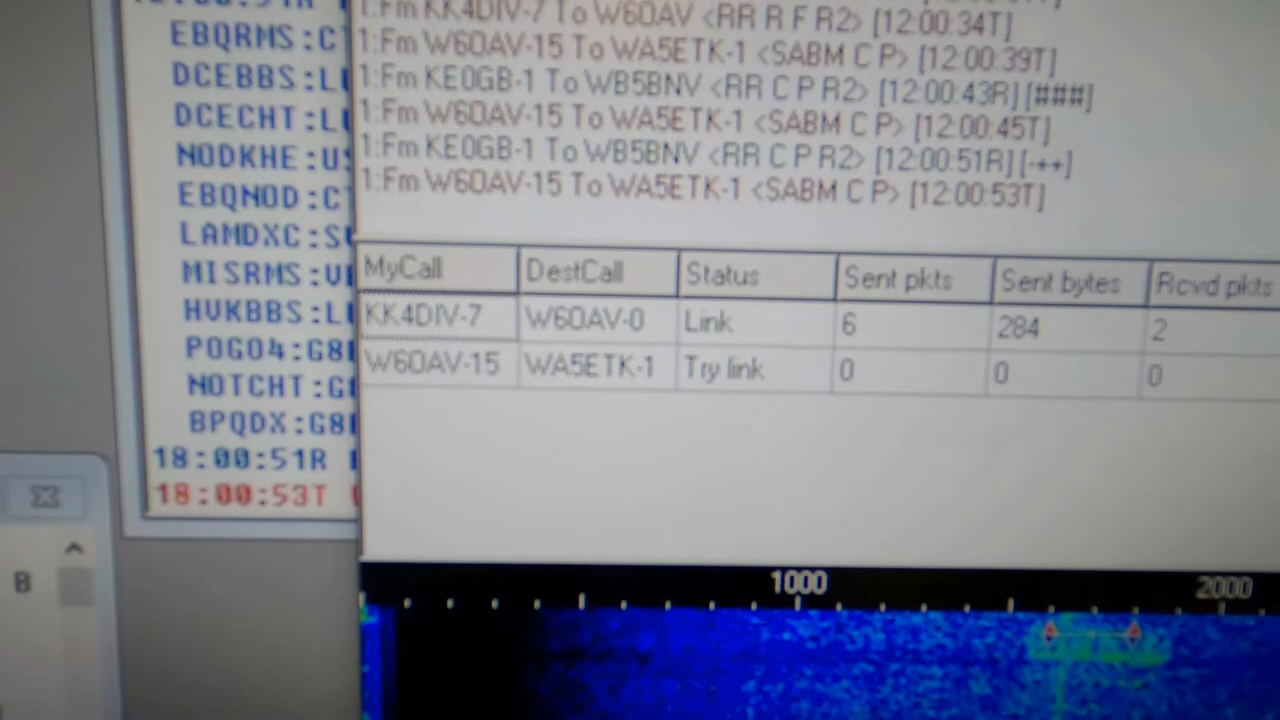 EBQRMS:C
DCEBBS:L
DCECHT:L
NODKHE:U
EBQNOD:C
LAMDXC:S
MISRMS:V
HVKBBS:L
POGO4:G8
NOTCHT:G8
BPQDX:G8
18:00:51R
18:00:53T
B
1:Fm KK4DIV-7 To W6OAV <RR R F R2> [12:00:34T]
1:Fm W6OAV-15 To WA5ETK-1 <SABM C P> [12:00:39T]
1:Fm KE0GB-1 To WB5BNV <RR C P R2> [12:00:43R] [###]
1:Fm W6OAV-15 To WA5ETK-1 <SABM C P> [12:00:45T]
1:Fm KE0GB-1 To WB5BNV <RR C P R2> [12:00:51R] [-++]
1:Fm W6OAV-15 To WA5ETK-1 <SABM C P> [12:00:53T]
MyCall DestCall Status Sent pkts Sent bytes Rcvd pkts
KK4DIV-7 W6OAV-0 Link 6 284 2
W6OAV-15 WA5ETK-1 Try link 0 0 0
1000 2000